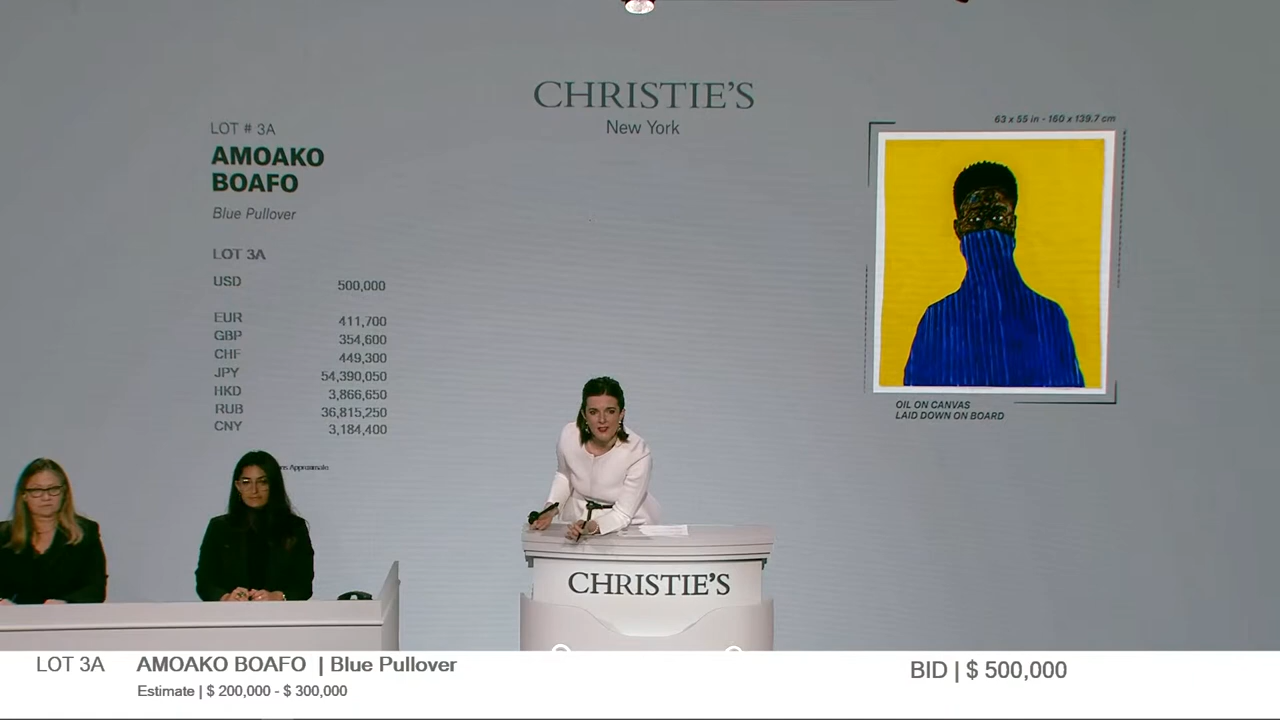 CHRISTIE'S
New York
LOT # 3A
AMOAKO
BOAFO
Blue Pullover
LOT 3A
USD 500,000
EUR 411,700
GBP 354,600
CHF 449,300
JPY 54,390,050
HKD 3,866,650
RUB 36,815,250
CNY 3,184,400
Approximate
63 x 55 in - 160 x 139.7 cm
OIL ON CANVAS
LAID DOWN ON BOARD
CHRISTIE'S
LOT 3A AMOAKO BOAFO | Blue Pullover
Estimate | $ 200,000 - $ 300,000
BID | $ 500,000